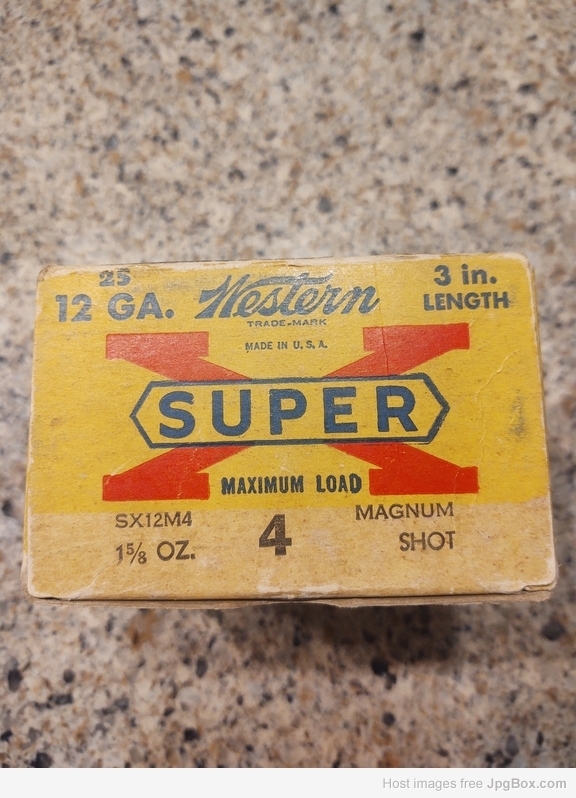 25
12 GA.
Western
TRADE-MARK
MADE IN U.S.A.
3 in.
LENGTH
X
SUPER
MAXIMUM LOAD
SX12M4
1⅝ OZ.
4
MAGNUM
SHOT
Host images free JpgBox.com